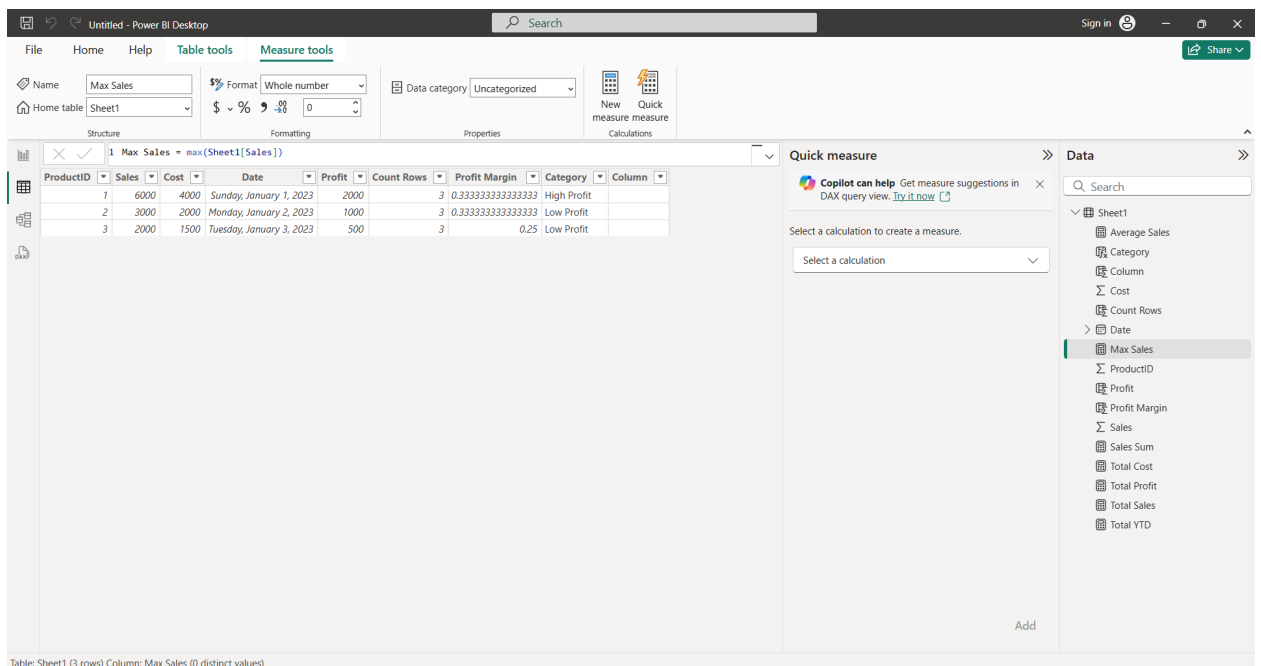 Untitled - Power BI Desktop
Search
Sign in
File Home Help Table tools Measure tools
Share
Name Max Sales
$% Format Whole number
Data category Uncategorized
New measure
Quick measure
Home table Sheet1
$ % 9 .00 0
Structure
Formatting
Properties
Calculations
1 Max Sales = max(Sheet1[Sales])
ProductID Sales Cost Date Profit Count Rows Profit Margin Category Column
1 6000 4000 Sunday, January 1, 2023 2000 3 0.333333333333333 High Profit
2 3000 2000 Monday, January 2, 2023 1000 3 0.333333333333333 Low Profit
3 2000 1500 Tuesday, January 3, 2023 500 3 0.25 Low Profit
DAX
Quick measure
Copilot can help Get measure suggestions in
DAX query view. Try it now
Select a calculation to create a measure.
Select a calculation
Add
Data
Search
Sheet1
Average Sales
Category
Column
Cost
Count Rows
Date
Max Sales
ProductID
Profit
Profit Margin
Sales
Sales Sum
Total Cost
Total Profit
Total Sales
Total YTD
Table: Sheet1 (3 rows) Column: Max Sales (0 distinct values)